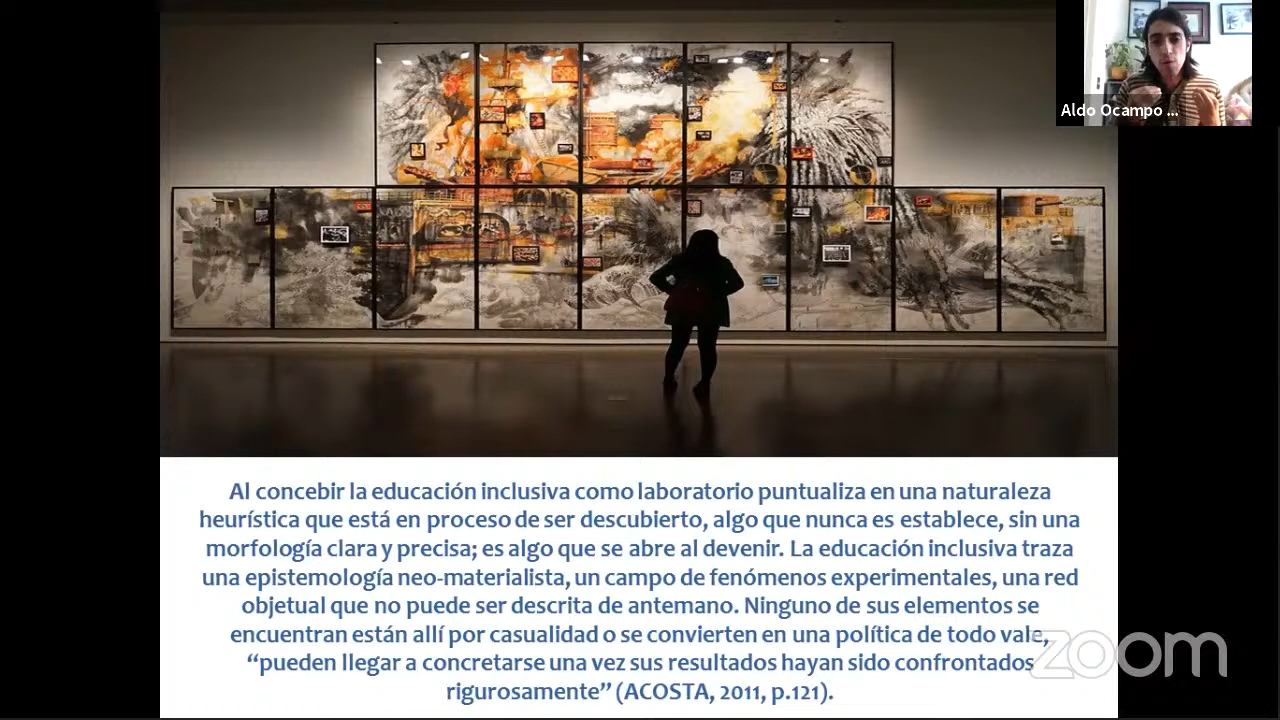 Aldo Ocampo ...
Al concebir la educación inclusiva como laboratorio puntualiza en una naturaleza
heurística que está en proceso de ser descubierto, algo que nunca es establece, sin una
morfología clara y precisa; es algo que se abre al devenir. La educación inclusiva traza
una epistemología neo-materialista, un campo de fenómenos experimentales, una red
objetual que no puede ser descrita de antemano. Ninguno de sus elementos se
encuentran están allí por casualidad o se convierten en una política de todo vale,
“pueden llegar a concretarse una vez sus resultados hayan sido confrontados
rigurosamente” (ACOSTA, 2011, p.121).
zoom